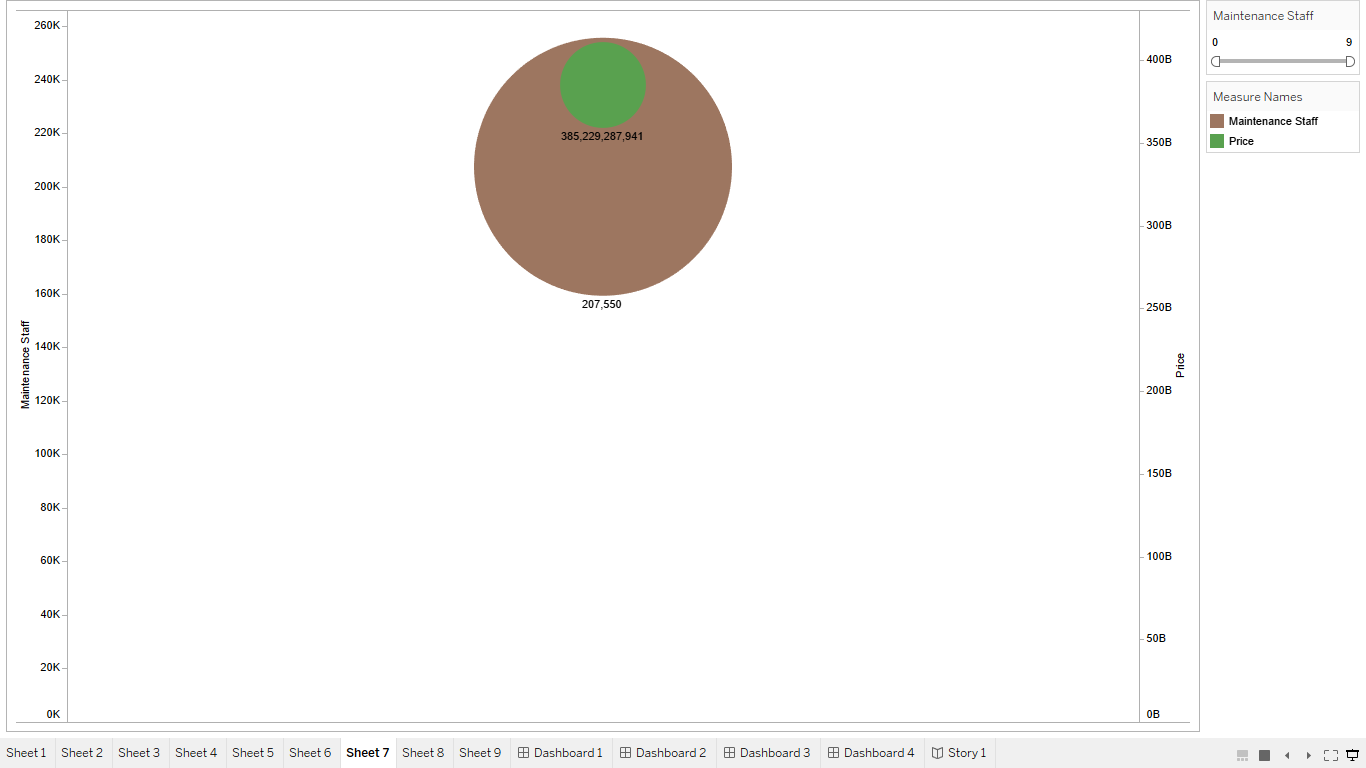 260K
240K
220K
200K
180K
160K
140K
120K
100K
80K
60K
40K
20K
0K
Maintenance Staff
385,229,287,941
207,550
400B
350B
300B
250B
200B
150B
100B
50B
0B
Price
Maintenance Staff
0 9
Measure Names
Maintenance Staff
Price
Sheet 1 Sheet 2 Sheet 3 Sheet 4 Sheet 5 Sheet 6 Sheet 7 Sheet 8 Sheet 9 Dashboard 1 Dashboard 2 Dashboard 3 Dashboard 4 Story 1